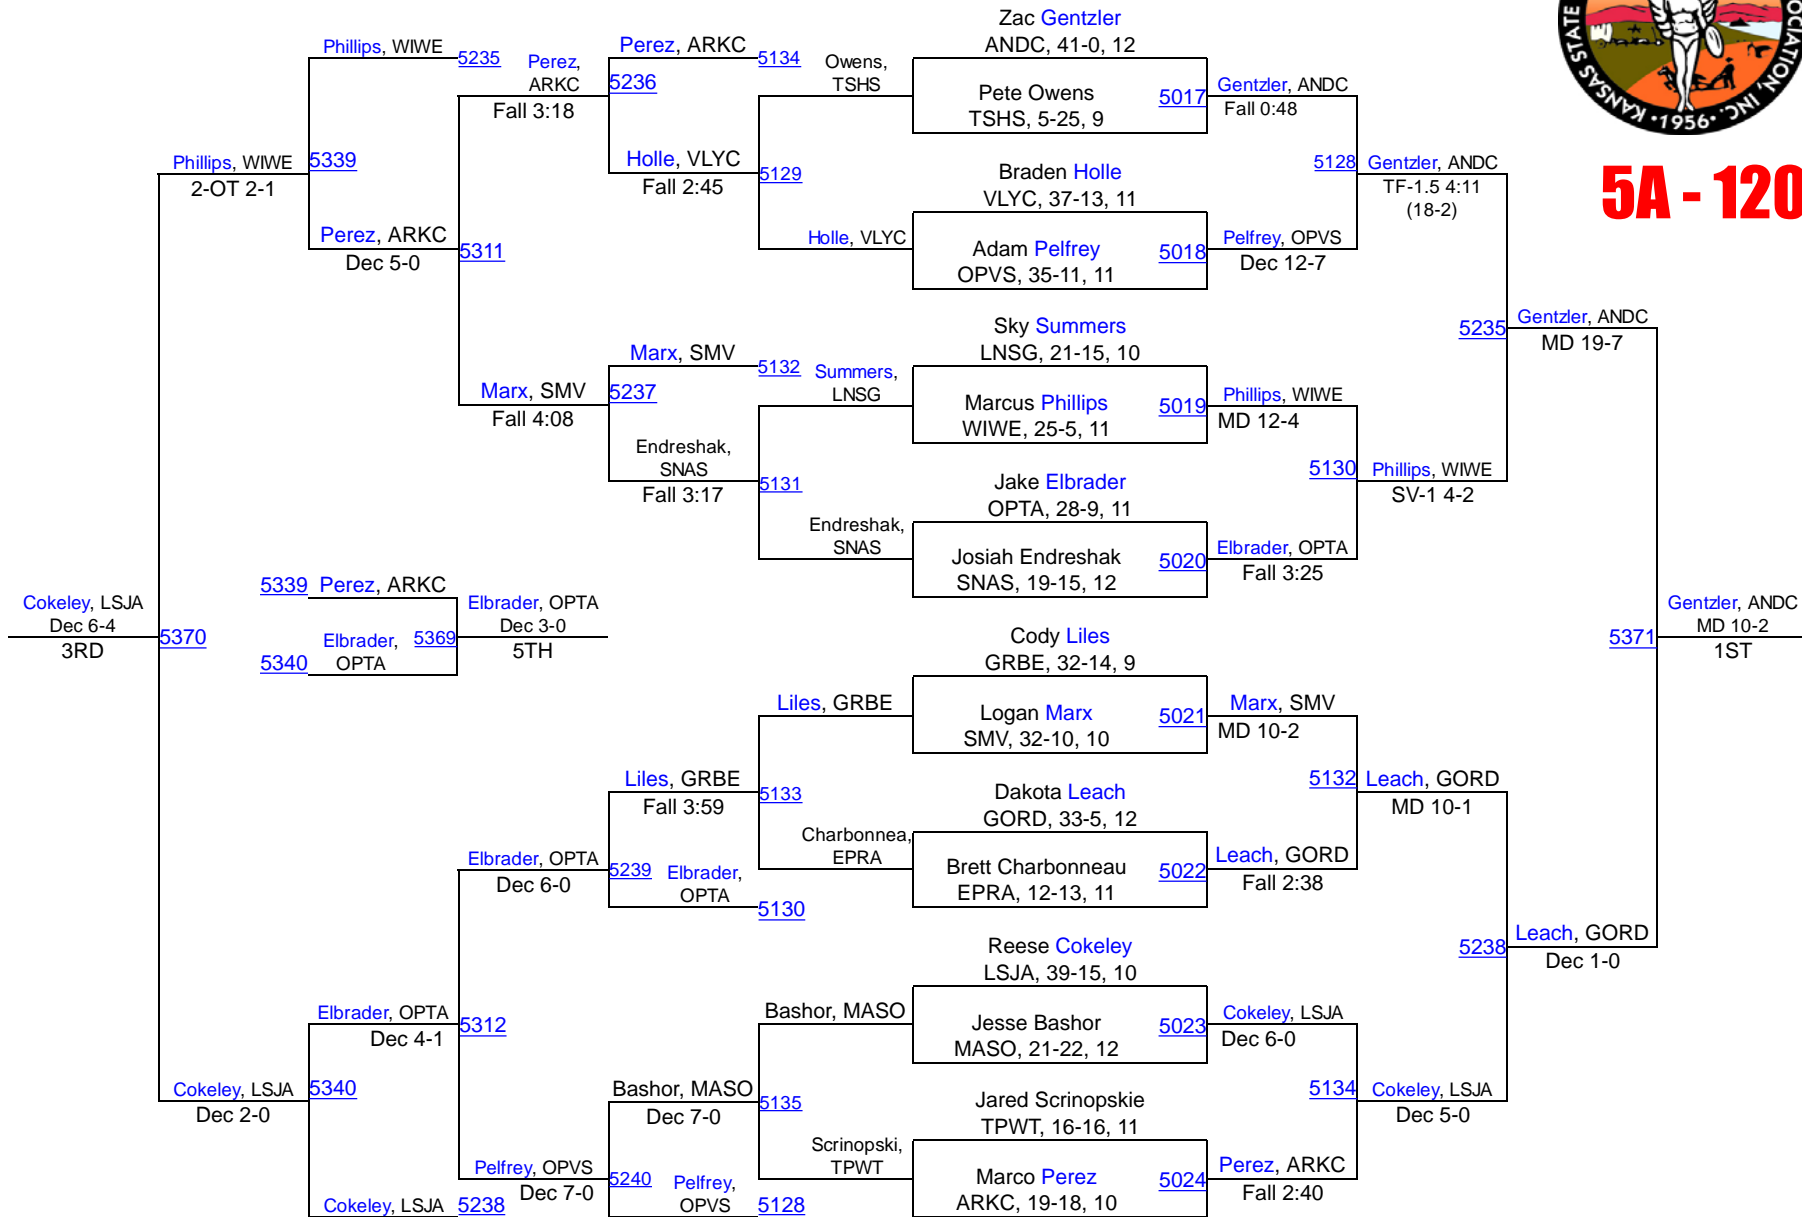 KANSAS STATE
OCIATION, INC.
•1956•
5A - 120
Phillips, WIWE
5235
Perez,
ARKC
Fall 3:18
Perez, ARKC
5134
5236
Owens,
TSHS
Zac Gentzler
ANDC, 41-0, 12
Pete Owens
TSHS, 5-25, 9
5017
Gentzler, ANDC
Fall 0:48
Phillips, WIWE
2-OT 2-1
5339
Holle, VLYC
Fall 2:45
5129
Braden Holle
VLYC, 37-13, 11
5128
Gentzler, ANDC
TF-1.5 4:11
(18-2)
Perez, ARKC
Dec 5-0
5311
Holle, VLYC
Adam Pelfrey
OPVS, 35-11, 11
5018
Pelfrey, OPVS
Dec 12-7
Sky Summers
LNSG, 21-15, 10
5235
Gentzler, ANDC
MD 19-7
Marx, SMV
5132
Summers,
LNSG
Marx, SMV
Fall 4:08
5237
Marcus Phillips
WIWE, 25-5, 11
5019
Phillips, WIWE
MD 12-4
Endreshak,
SNAS
Fall 3:17
5131
Jake Elbrader
OPTA, 28-9, 11
5130
Phillips, WIWE
SV-1 4-2
Endreshak,
SNAS
Josiah Endreshak
SNAS, 19-15, 12
5020
Elbrader, OPTA
Fall 3:25
5339
Perez, ARKC
Cokeley, LSJA
Dec 6-4
3RD
5370
Elbrader,
OPTA
5340
5369
Elbrader, OPTA
Dec 3-0
5TH
5371
Gentzler, ANDC
MD 10-2
1ST
Cody Liles
GRBE, 32-14, 9
Liles, GRBE
Logan Marx
SMV, 32-10, 10
5021
Marx, SMV
MD 10-2
Liles, GRBE
Fall 3:59
5133
Dakota Leach
GORD, 33-5, 12
5132
Leach, GORD
MD 10-1
Charbonnea,
EPRA
Brett Charbonneau
EPRA, 12-13, 11
5022
Leach, GORD
Fall 2:38
Elbrader, OPTA
Dec 6-0
5239
Elbrader,
OPTA
5130
Reese Cokeley
LSJA, 39-15, 10
5238
Leach, GORD
Dec 1-0
Elbrader, OPTA
Dec 4-1
5312
Bashor, MASO
Jesse Bashor
MASO, 21-22, 12
5023
Cokeley, LSJA
Dec 6-0
Cokeley, LSJA
Dec 2-0
5340
Bashor, MASO
Dec 7-0
5135
Jared Scrinopskie
TPWT, 16-16, 11
5134
Cokeley, LSJA
Dec 5-0
Scrinopski,
TPWT
Marco Perez
ARKC, 19-18, 10
5024
Perez, ARKC
Fall 2:40
Pelfrey, OPVS
Dec 7-0
5240
Pelfrey,
OPVS
5128
Cokeley, LSJA
5238